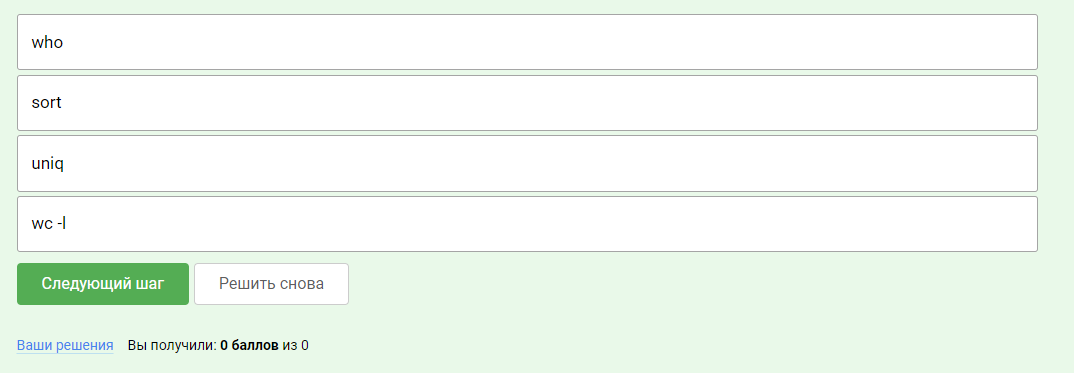 who
sort
uniq
wc -l
Следующий шаг Решить снова
Ваши решения Вы получили: 0 баллов из 0